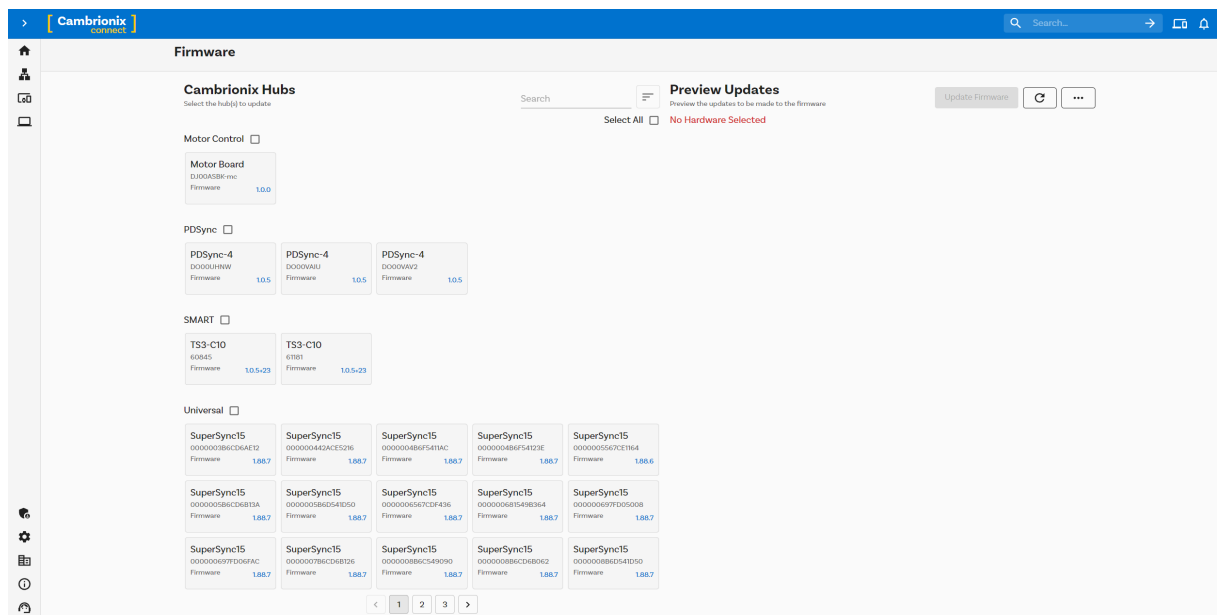 Cambrionix
connect
Search...
Firmware
Cambrionix Hubs
Select the hub(s) to update
Search
Preview Updates
Preview the updates to be made to the firmware
Update Firmware
Select All
No Hardware Selected
Motor Control
Motor Board
DJ00ASBK-mc
Firmware 1.0.0
PDSync
PDSync-4 PDSync-4 PDSync-4
DO00UHNW DO00VAIU DO00VAV2
Firmware 1.0.5 Firmware 1.0.5 Firmware 1.0.5
SMART
TS3-C10 TS3-C10
60845 61181
Firmware 1.0.5+23 Firmware 1.0.5+23
Universal
SuperSync15 SuperSync15 SuperSync15 SuperSync15 SuperSync15
0000003B6CD6AE12 000000442ACE5216 0000004B6F5411AC 0000004B6F54123E 0000005567CE1164
Firmware 1.88.7 Firmware 1.88.7 Firmware 1.88.7 Firmware 1.88.7 Firmware 1.88.6
SuperSync15 SuperSync15 SuperSync15 SuperSync15 SuperSync15
0000005B6CD6B13A 0000005B6D541D50 0000006567CDF436 000000681549B364 000000697FD05008
Firmware 1.88.7 Firmware 1.88.7 Firmware 1.88.7 Firmware 1.88.7 Firmware 1.88.7
SuperSync15 SuperSync15 SuperSync15 SuperSync15 SuperSync15
000000697FD06FAC 0000007B6CD6B126 0000008B6C549090 0000008B6CD6B062 0000008B6D541D50
Firmware 1.88.7 Firmware 1.88.7 Firmware 1.88.7 Firmware 1.88.7 Firmware 1.88.7
1 2 3